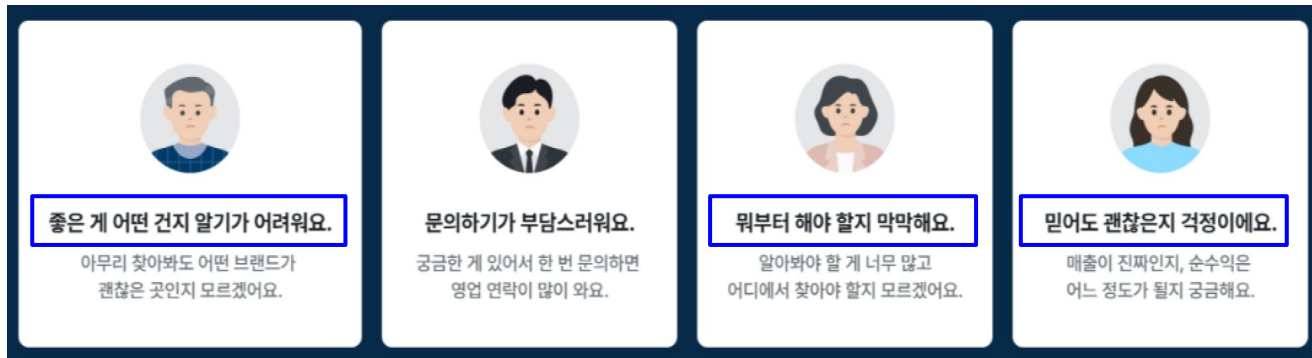 좋은 게 어떤 건지 알기가 어려워요.
아무리 찾아봐도 어떤 브랜드가
괜찮은 곳인지 모르겠어요.
문의하기가 부담스러워요.
궁금한 게 있어서 한 번 문의하면
영업 연락이 많이 와요.
뭐부터 해야 할지 막막해요.
알아봐야 할 게 너무 많고
어디에서 찾아야 할지 모르겠어요.
믿어도 괜찮은지 걱정이에요.
매출이 진짜인지, 순수익은
어느 정도가 될지 궁금해요.